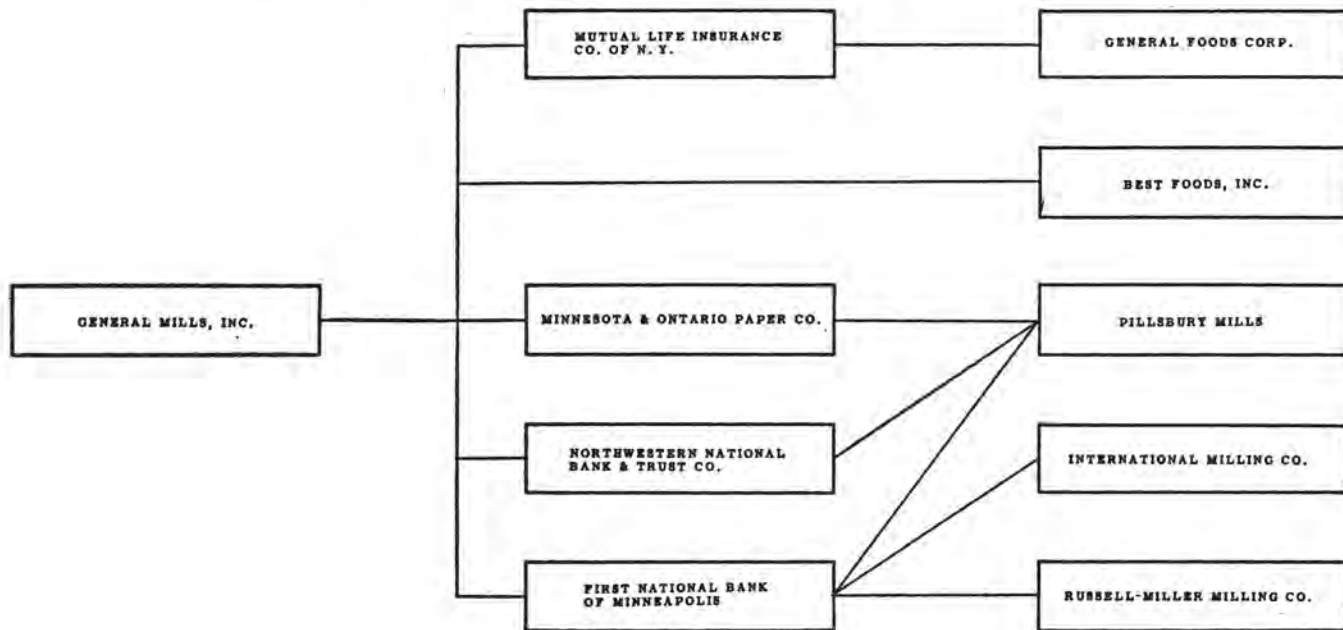 MUTUAL LIFE INSURANCE
CO. OF N. Y.
GENERAL FOODS CORP.
BEST FOODS, INC.
GENERAL MILLS, INC.
MINNESOTA & ONTARIO PAPER CO.
PILLSBURY MILLS
NORTHWESTERN NATIONAL
BANK & TRUST CO.
INTERNATIONAL MILLING CO.
FIRST NATIONAL BANK
OF MINNEAPOLIS
RUSSELL-MILLER MILLING CO.